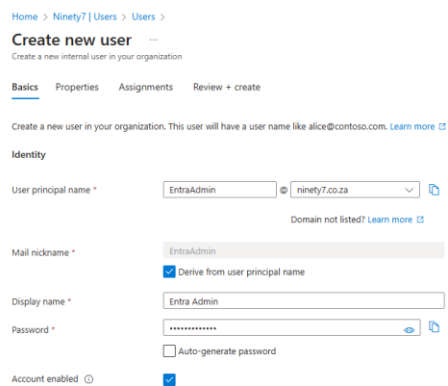 Home > Ninety7 | Users > Users >
Create new user ...
Create a new internal user in your organization
Basics Properties Assignments Review + create
Create a new user in your organization. This user will have a user name like alice@contoso.com. Learn more
Identity
User principal name * EntraAdmin @ ninety7.co.za
Domain not listed? Learn more
Mail nickname * EntraAdmin
Derive from user principal name
Display name * Entra Admin
Password * •••••••••••••
Auto-generate password
Account enabled